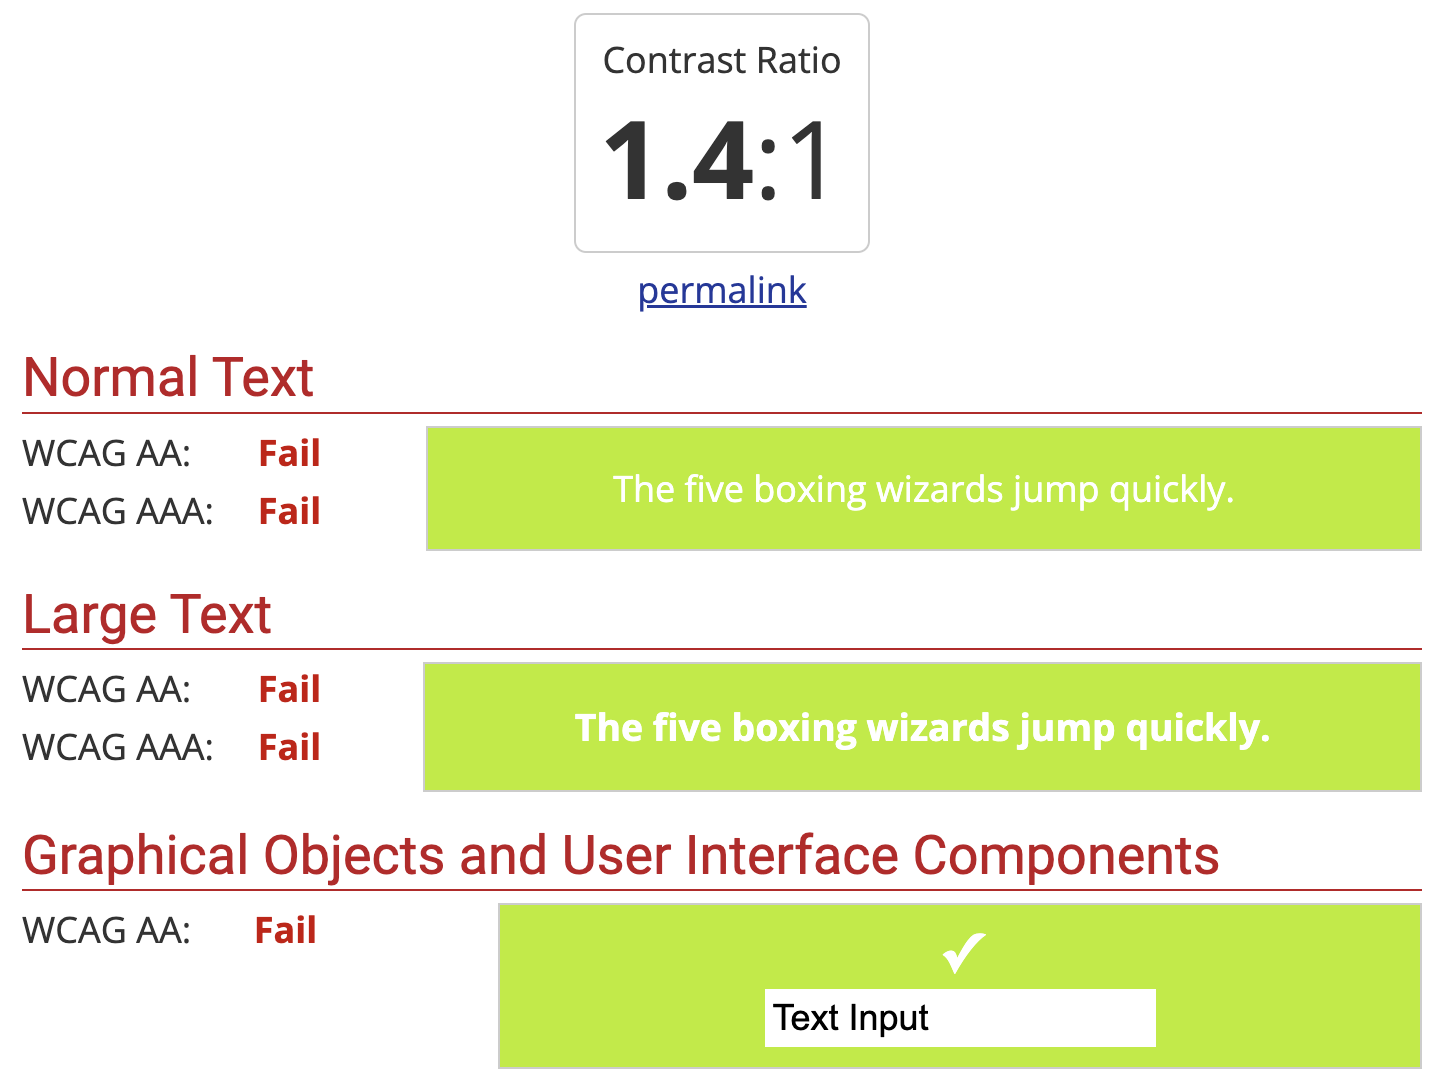 Contrast Ratio
1.4:1
permalink
Normal Text
WCAG AA: Fail
WCAG AAA: Fail
The five boxing wizards jump quickly.
Large Text
WCAG AA: Fail
WCAG AAA: Fail
The five boxing wizards jump quickly.
Graphical Objects and User Interface Components
WCAG AA: Fail
Text Input